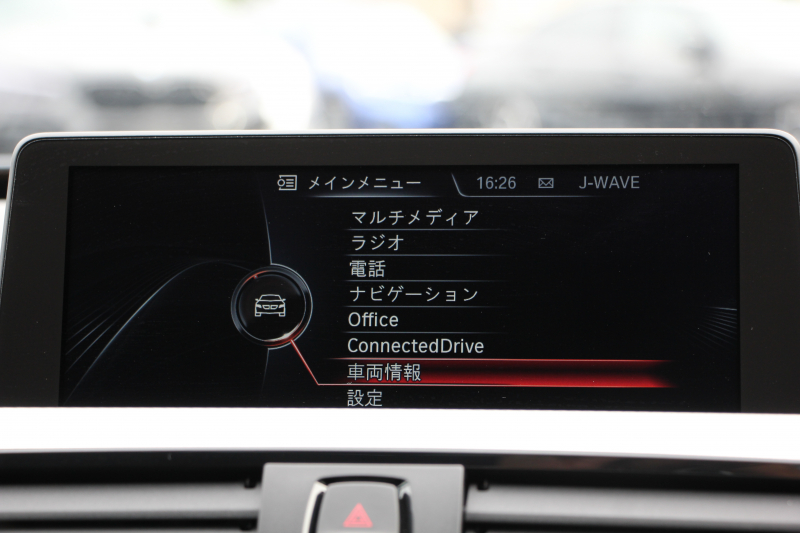 メインメニュー 16:26 J-WAVE
マルチメディア
ラジオ
電話
ナビゲーション
Office
ConnectedDrive
車両情報
設定